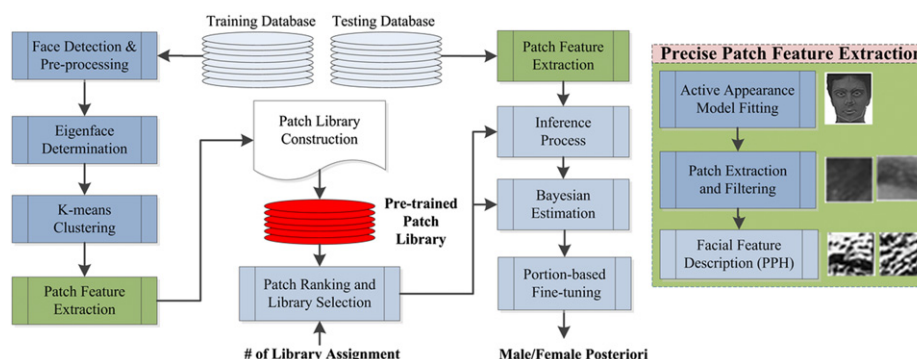 Training Database
Testing Database
Face Detection &
Pre-processing
Eigenface
Determination
K-means
Clustering
Patch Feature
Extraction
Patch Library
Construction
Pre-trained
Patch
Library
Patch Ranking and
Library Selection
# of Library Assignment
Patch Feature
Extraction
Inference
Process
Bayesian
Estimation
Portion-based
Fine-tuning
Male/Female Posteriori
Precise Patch Feature Extraction
Active Appearance
Model Fitting
Patch Extraction
and Filtering
Facial Feature
Description (PPH)